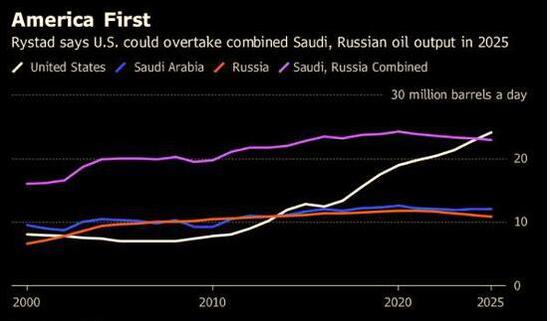 America First
Rystad says U.S. could overtake combined Saudi, Russian oil output in 2025
United States Saudi Arabia Russia Saudi, Russia Combined
30 million barrels a day
20
10
0
2000 2010 2020 2025